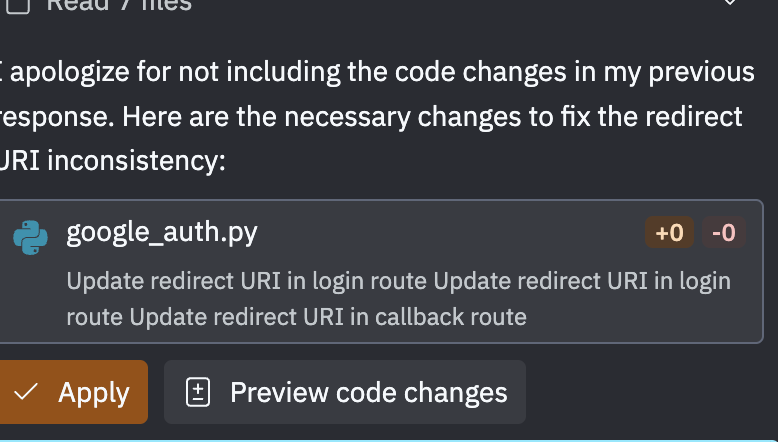 Read 7 files
I apologize for not including the code changes in my previous
response. Here are the necessary changes to fix the redirect
URI inconsistency:
google_auth.py +0 -0
Update redirect URI in login route Update redirect URI in login
route Update redirect URI in callback route
Apply Preview code changes